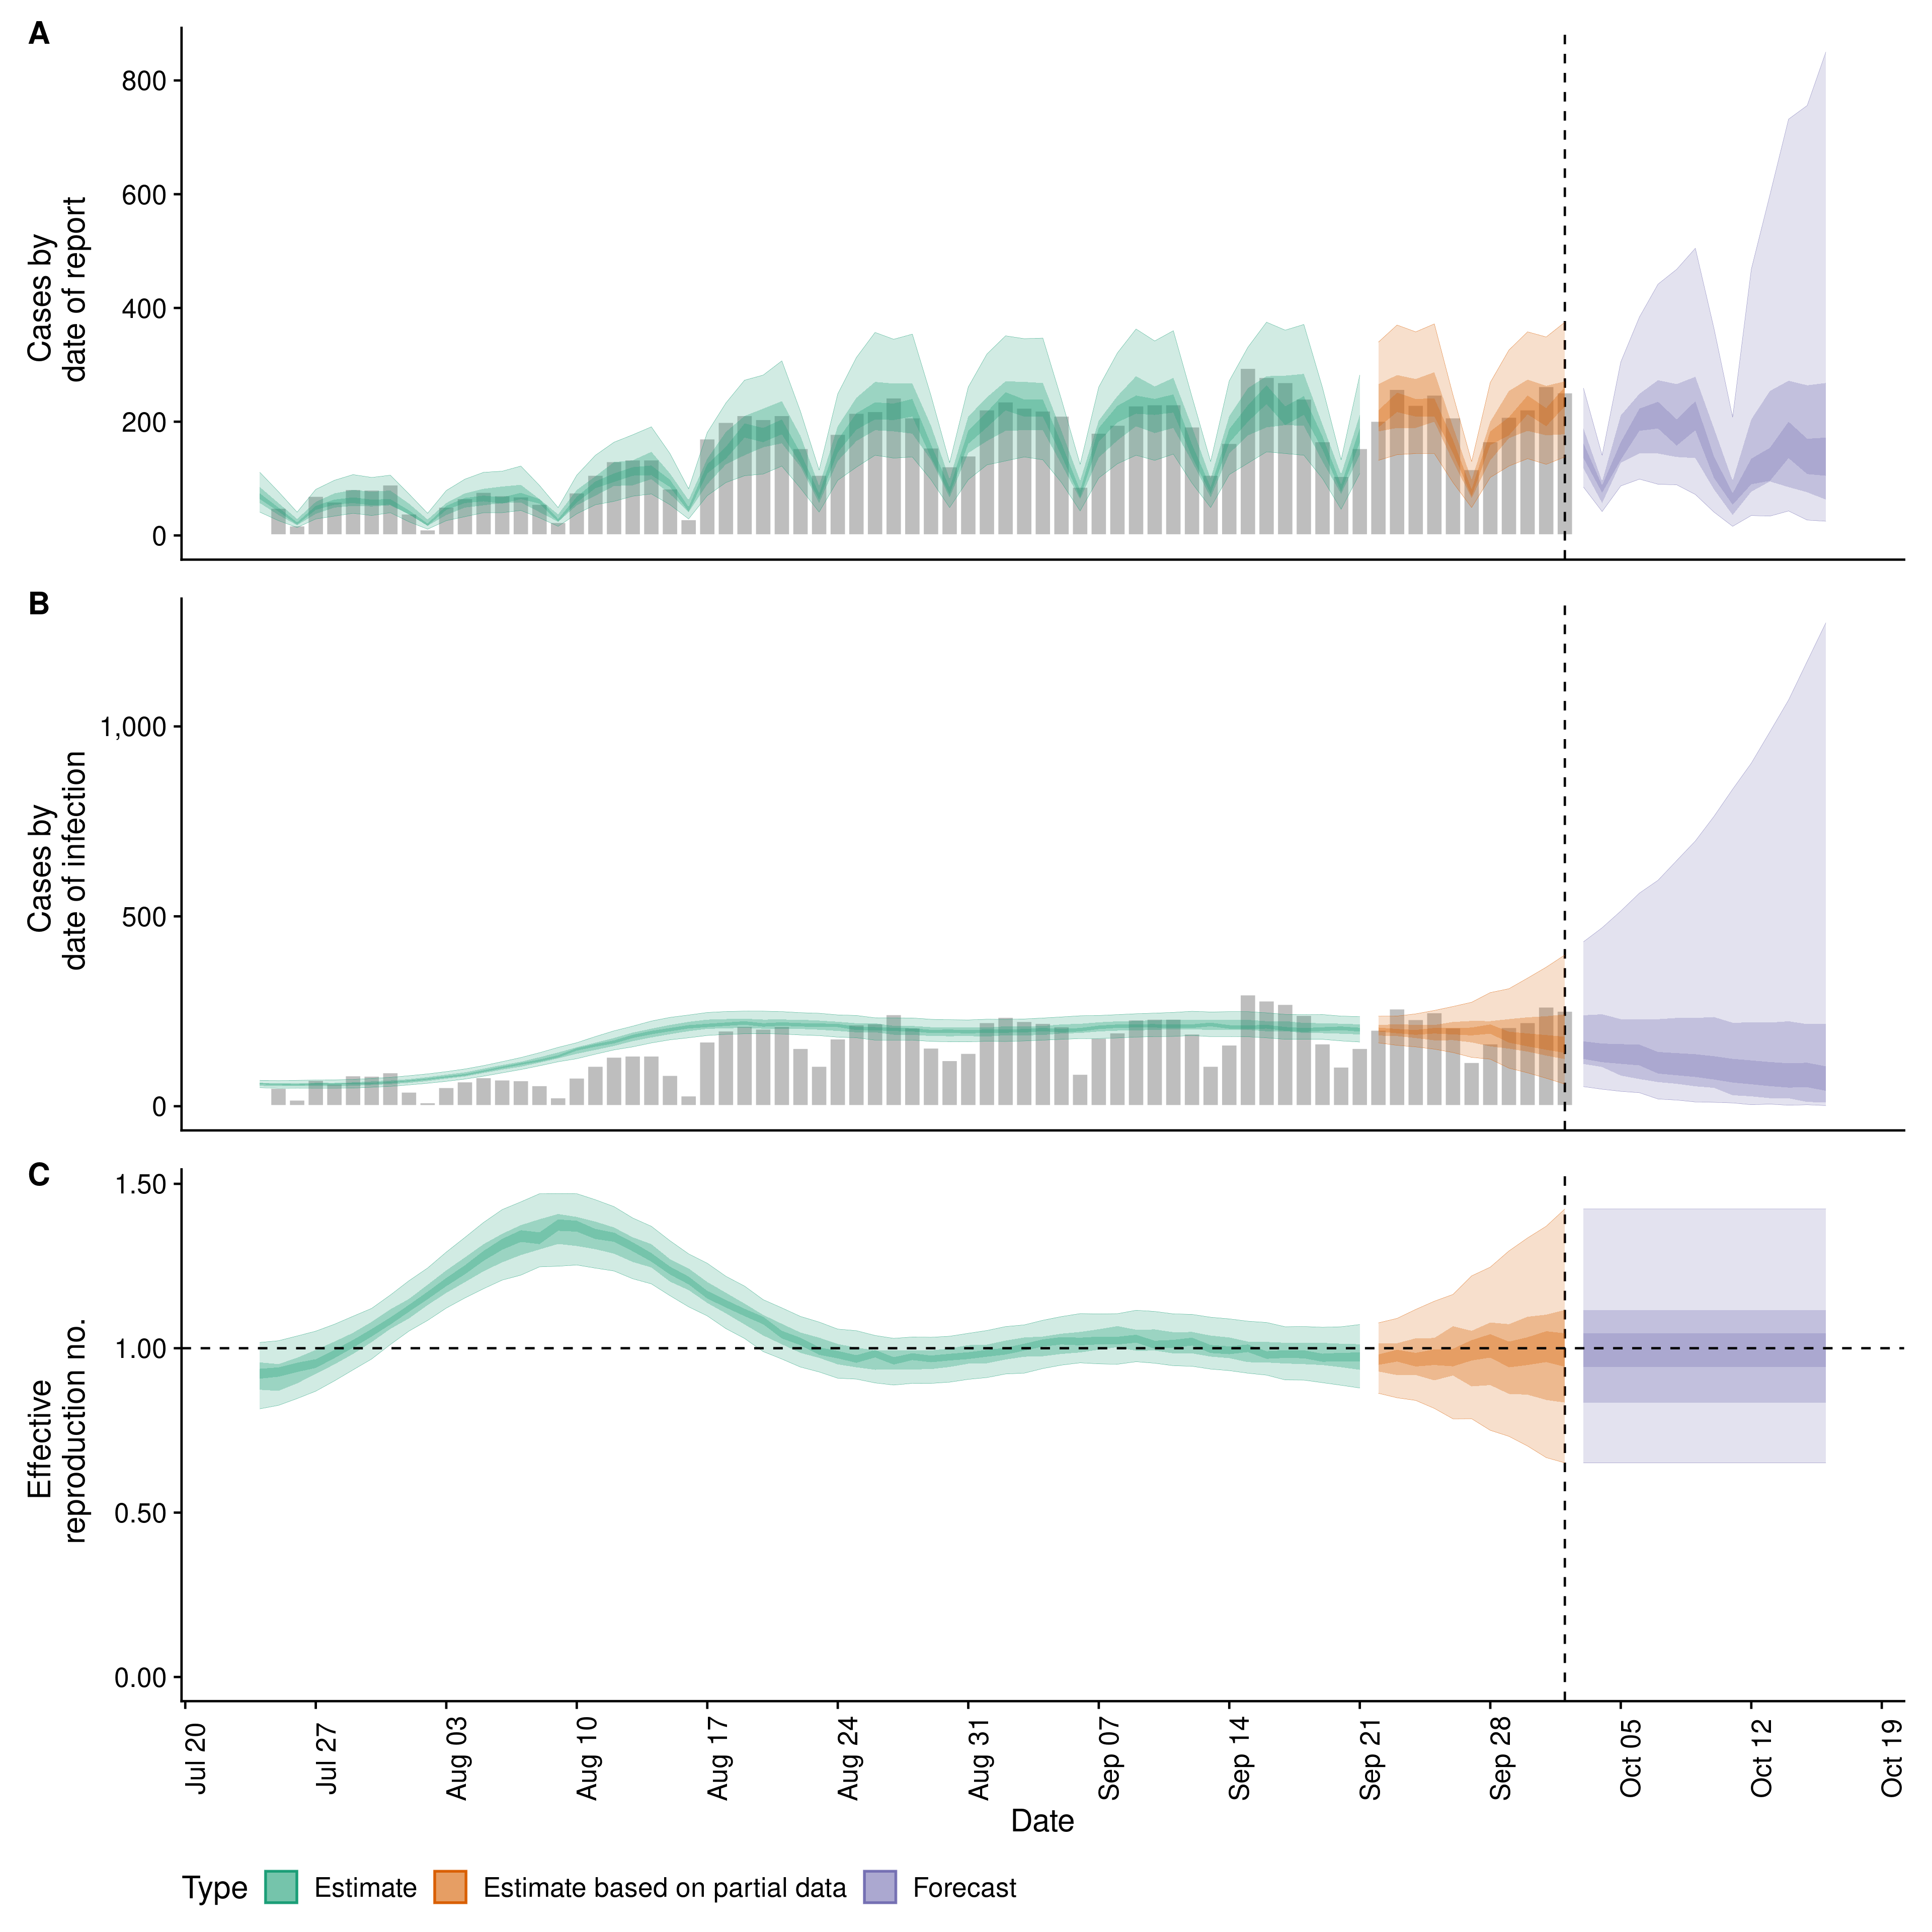 A
Cases by
date of report
800
600
400
200
0
B
Cases by
date of infection
1,000
500
0
C
Effective
reproduction no.
1.50
1.00
0.50
0.00
Jul 20
Jul 27
Aug 03
Aug 10
Aug 17
Aug 24
Aug 31
Sep 07
Sep 14
Sep 21
Sep 28
Oct 05
Oct 12
Oct 19
Date
Type Estimate Estimate based on partial data Forecast